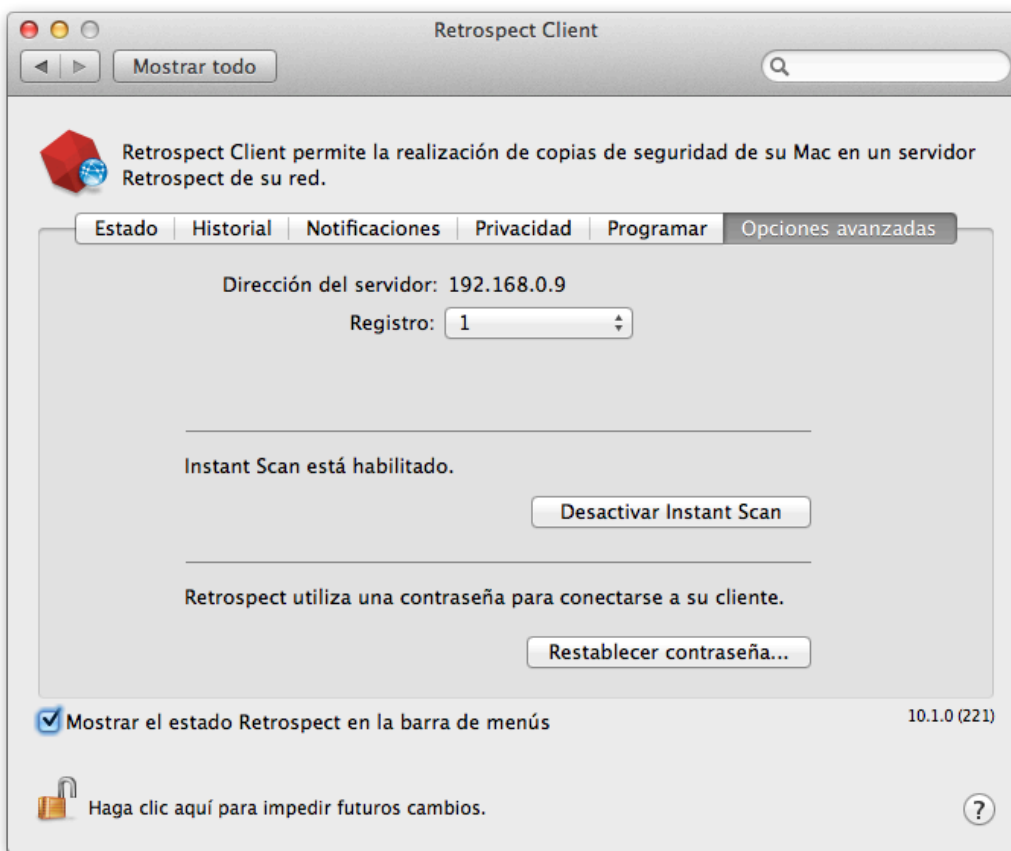 Retrospect Client
Mostrar todo
Retrospect Client permite la realización de copias de seguridad de su Mac en un servidor
Retrospect de su red.
Estado Historial Notificaciones Privacidad Programar Opciones avanzadas
Dirección del servidor: 192.168.0.9
Registro: 1
Instant Scan está habilitado.
Desactivar Instant Scan
Retrospect utiliza una contraseña para conectarse a su cliente.
Restablecer contraseña...
Mostrar el estado Retrospect en la barra de menús
10.1.0 (221)
Haga clic aquí para impedir futuros cambios.
?